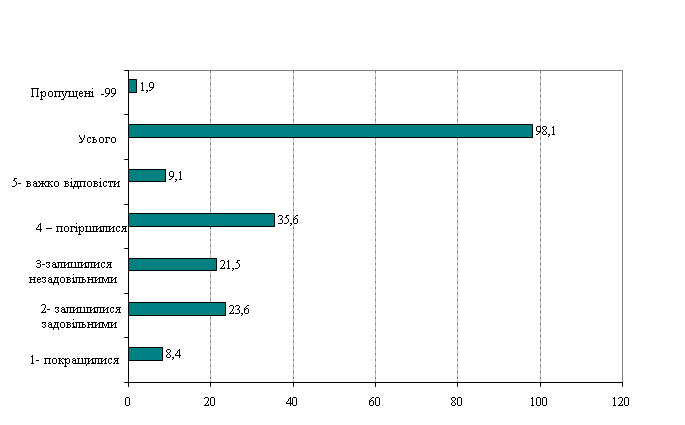 Пропущені -99
1,9
Усього
98,1
5- важко відповісти
9,1
4 – погіршилися
35,6
3-залишилися
незадовільними
21,5
2- залишилися
задовільними
23,6
1- покращилися
8,4
0 20 40 60 80 100 120